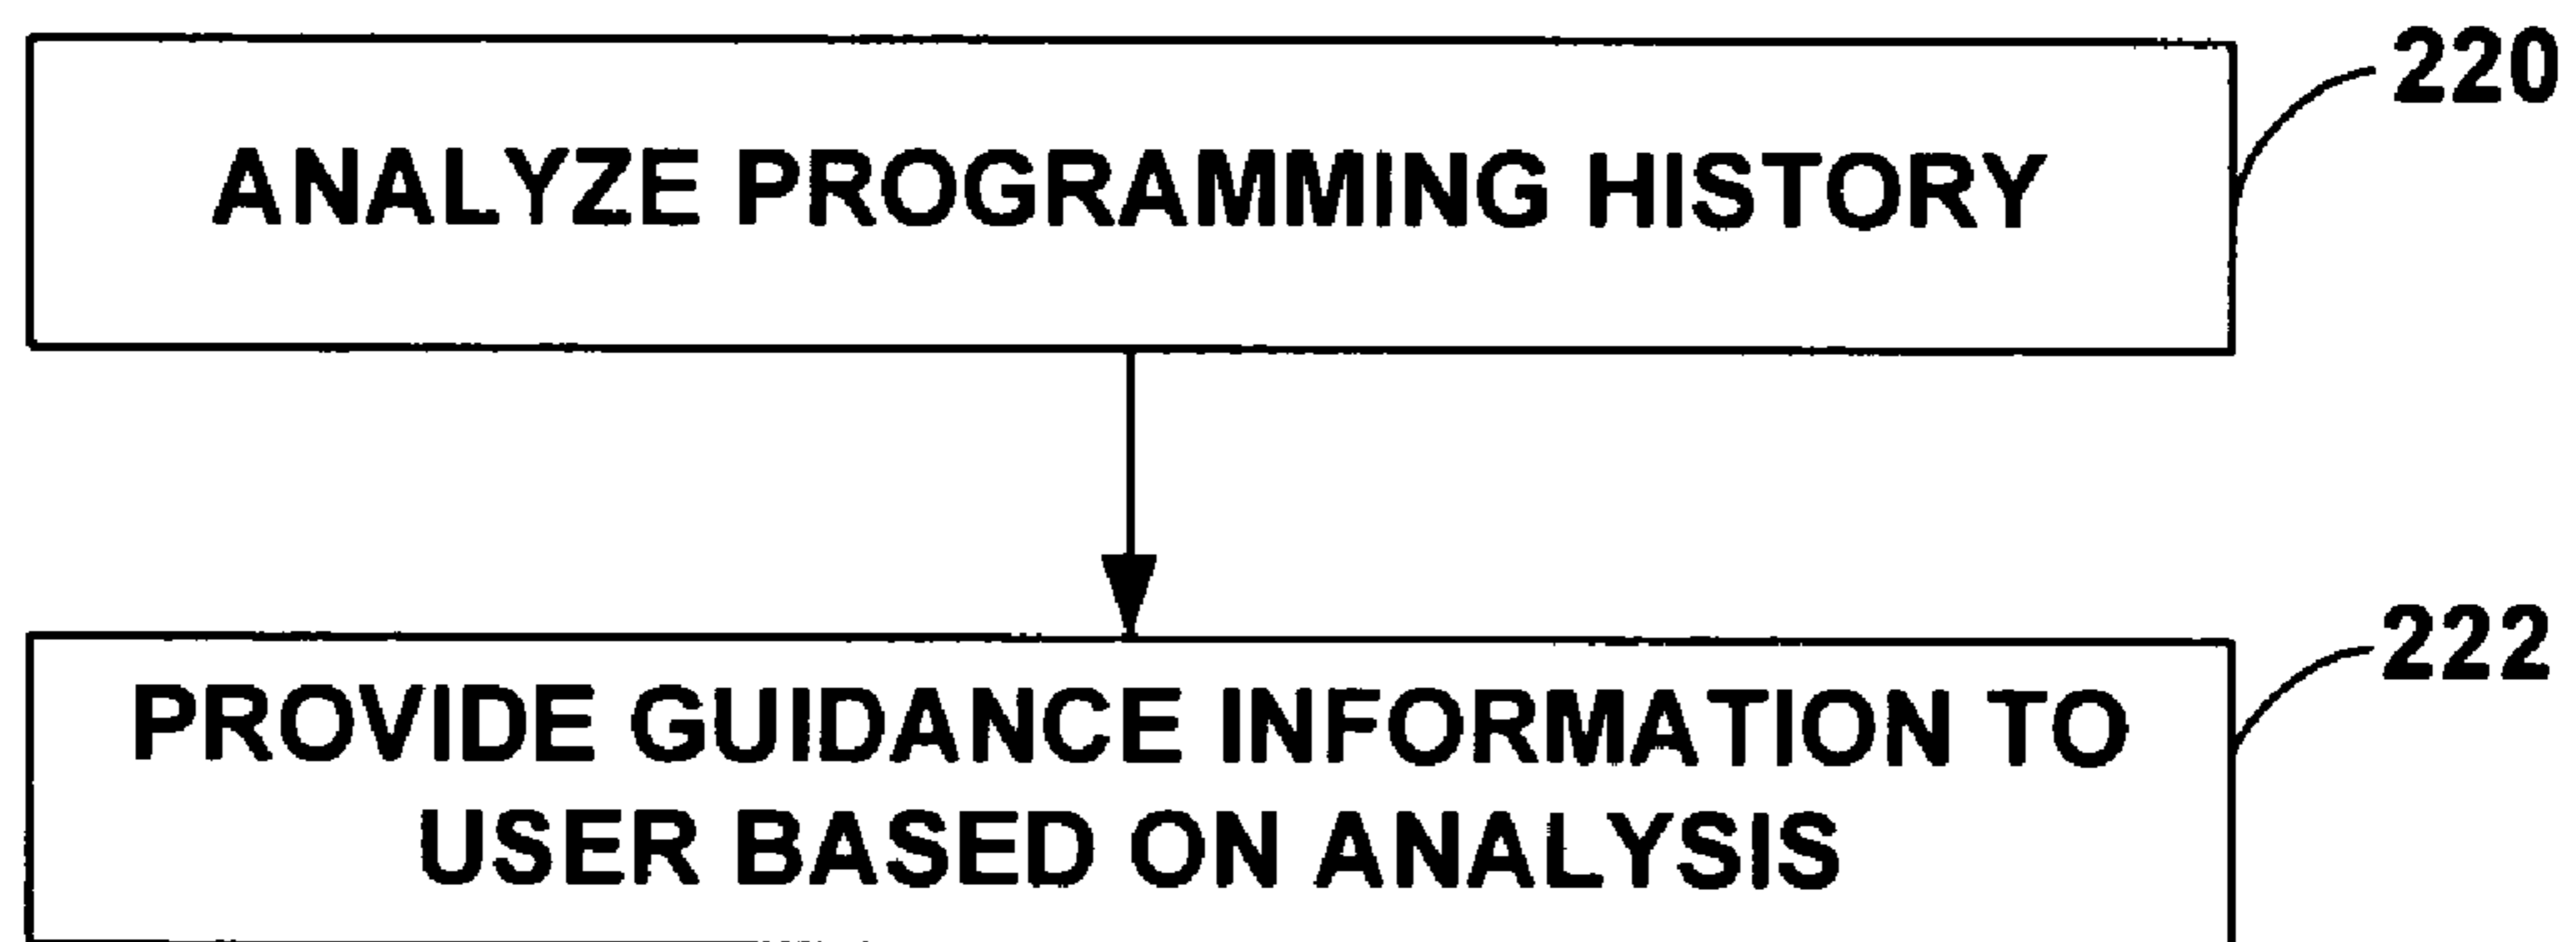 220
ANALYZE PROGRAMMING HISTORY
222
PROVIDE GUIDANCE INFORMATION TO
USER BASED ON ANALYSIS